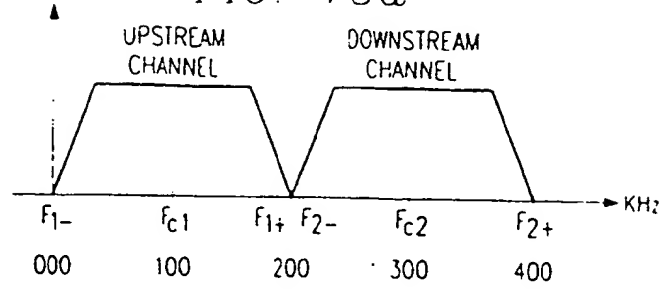 UPSTREAM DOWNSTREAM
CHANNEL CHANNEL
F1- Fc1 F1+ F2- Fc2 F2+ KHz
000 100 200 300 400